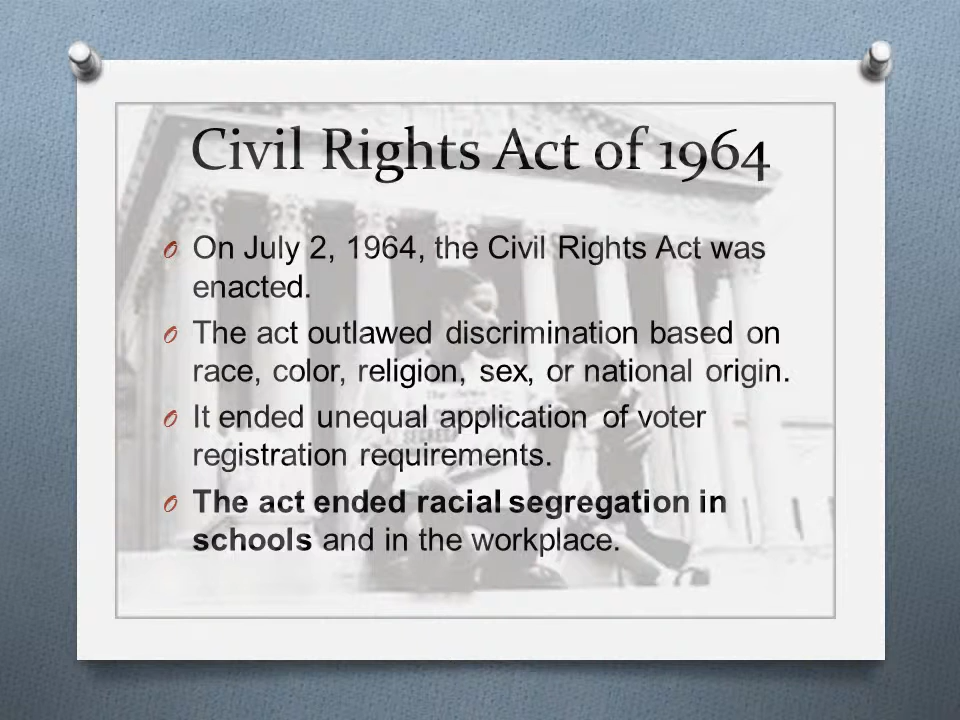 Civil Rights Act of 1964
On July 2, 1964, the Civil Rights Act was
enacted.
The act outlawed discrimination based on
race, color, religion, sex, or national origin.
It ended unequal application of voter
registration requirements.
The act ended racial segregation in
schools and in the workplace.